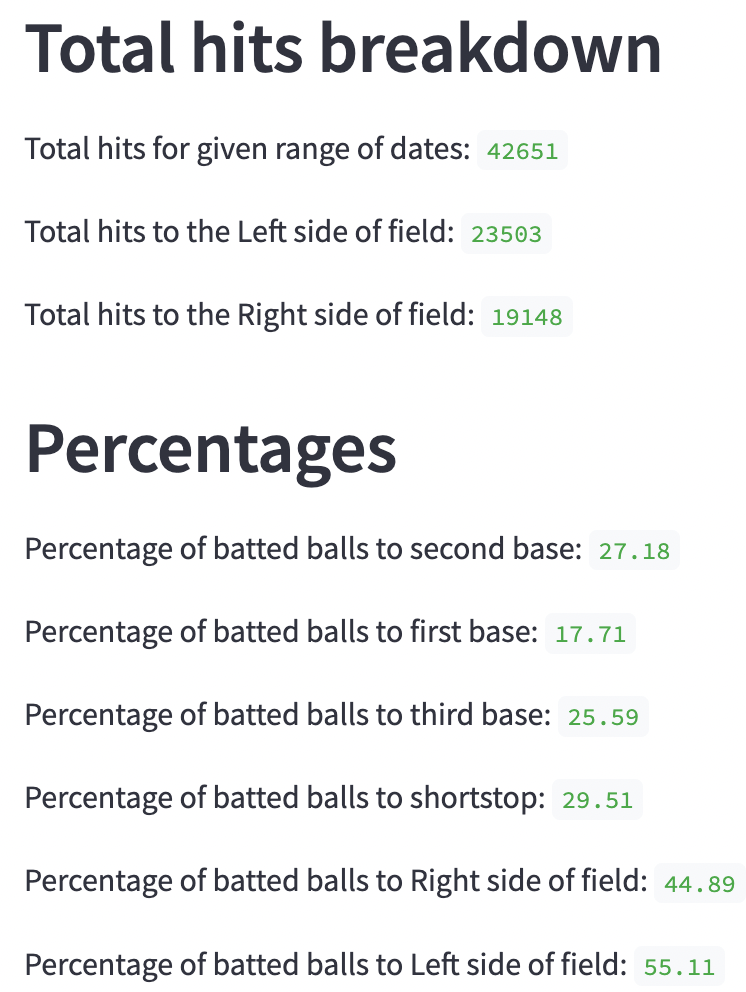 Total hits breakdown
Total hits for given range of dates: 42651
Total hits to the Left side of field: 23503
Total hits to the Right side of field: 19148
Percentages
Percentage of batted balls to second base: 27.18
Percentage of batted balls to first base: 17.71
Percentage of batted balls to third base: 25.59
Percentage of batted balls to shortstop: 29.51
Percentage of batted balls to Right side of field: 44.89
Percentage of batted balls to Left side of field: 55.11